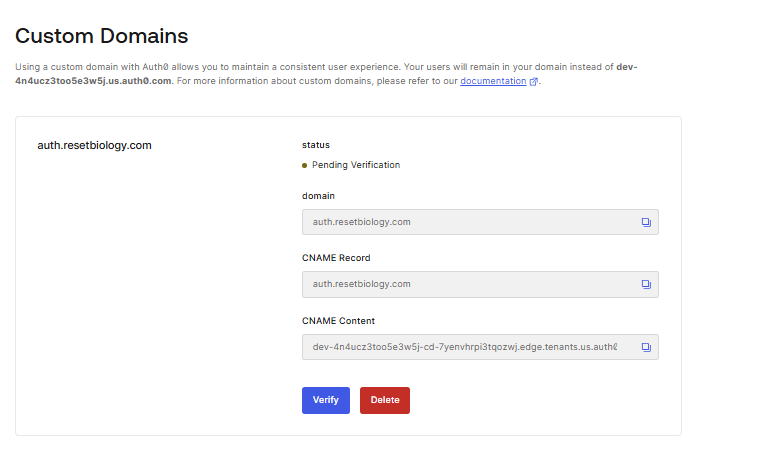 Custom Domains
Using a custom domain with Auth0 allows you to maintain a consistent user experience. Your users will remain in your domain instead of dev-
4n4ucz3too5e3w5j.us.auth0.com. For more information about custom domains, please refer to our documentation.
auth.resetbiology.com
status
Pending Verification
domain
auth.resetbiology.com
CNAME Record
auth.resetbiology.com
CNAME Content
dev-4n4ucz3too5e3w5j-cd-7yenvhrpi3tqozwj.edge.tenants.us.auth0
Verify Delete